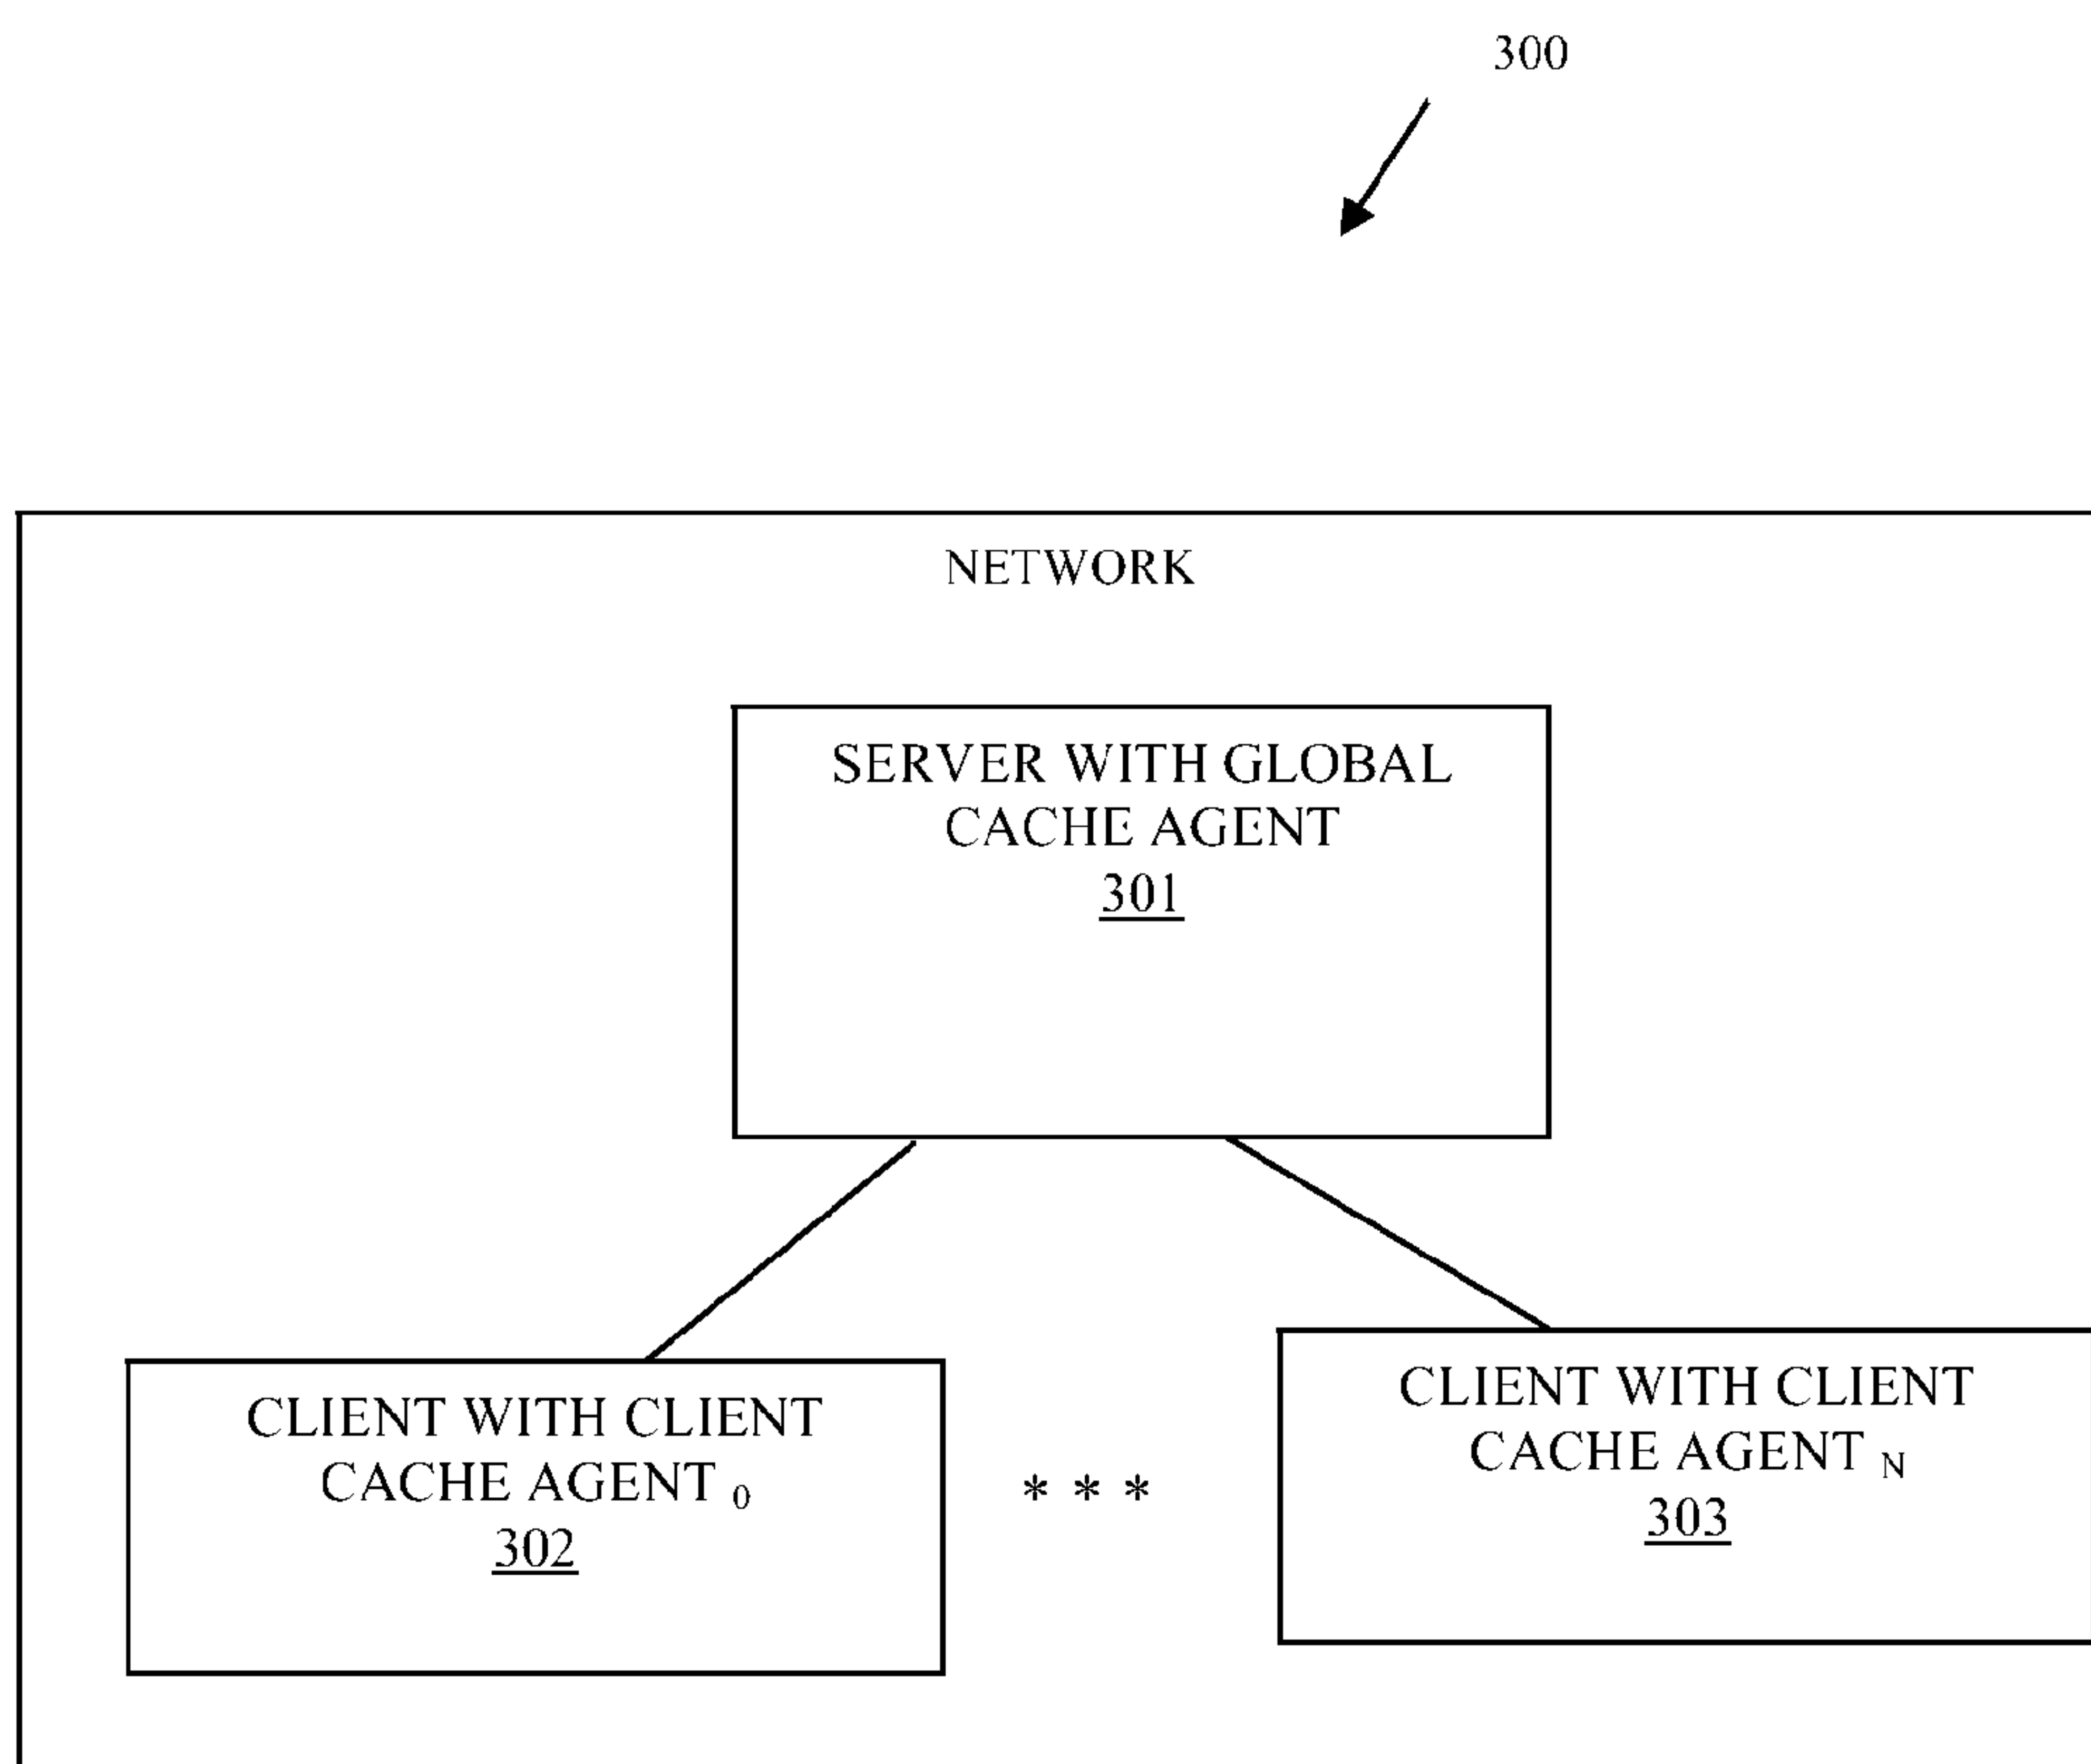 300
NETWORK
SERVER WITH GLOBAL
CACHE AGENT
301
CLIENT WITH CLIENT
CACHE AGENT 0
302
* * *
CLIENT WITH CLIENT
CACHE AGENT N
303